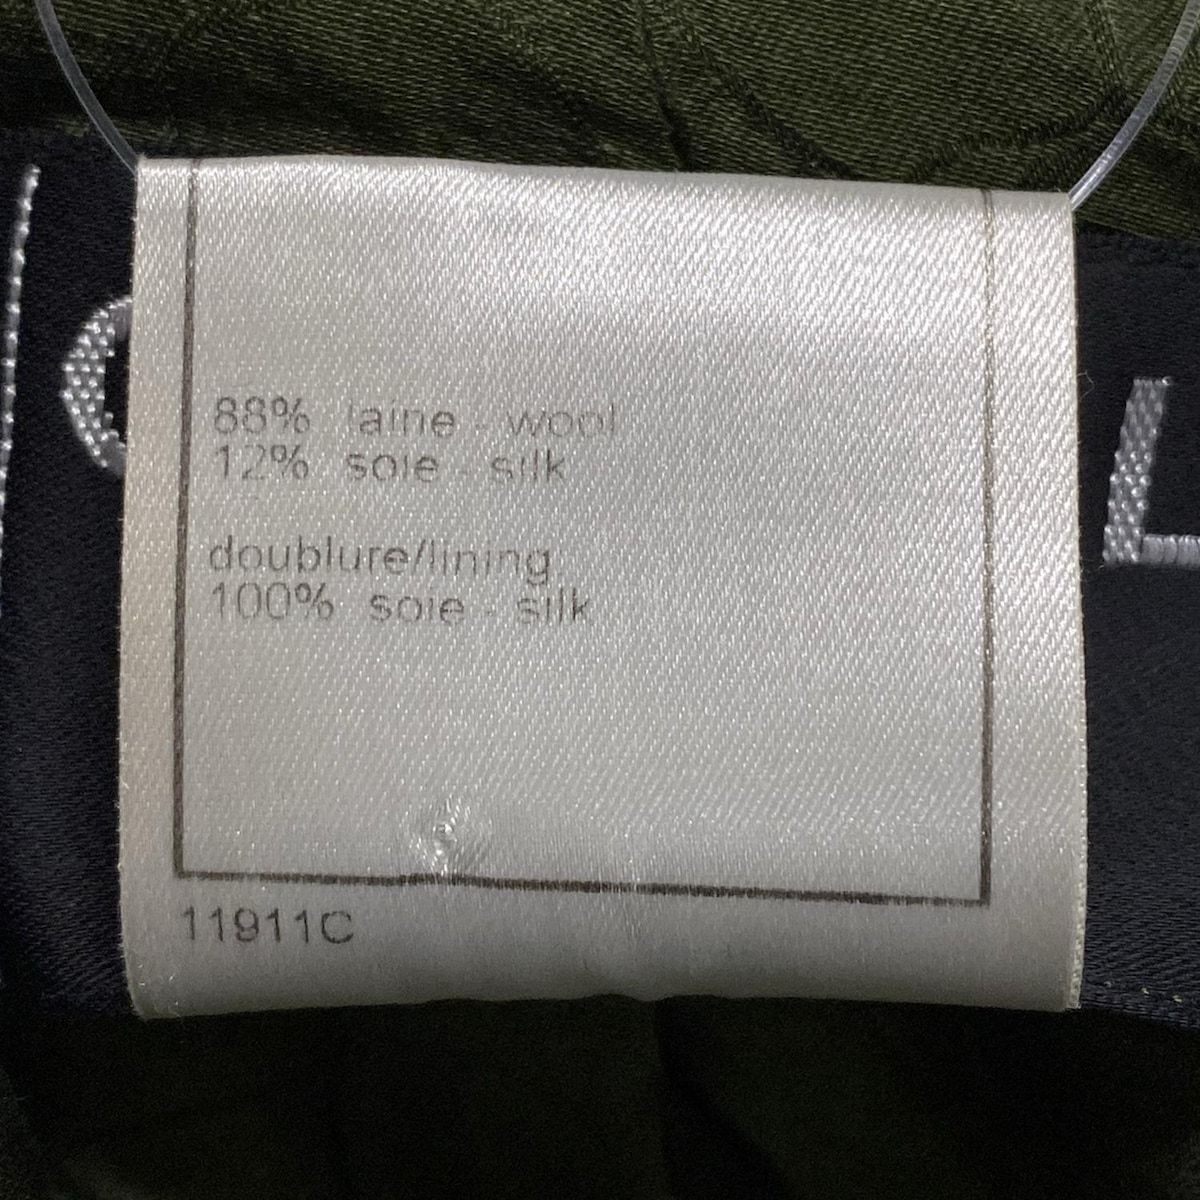 88% laine - wool
12% soie - silk
doublure/lining
100% soie - silk
11911C
L